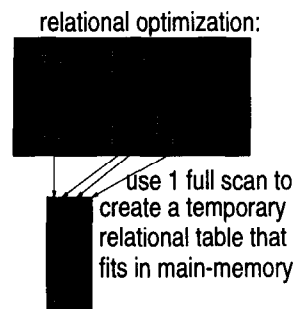 relational optimization:
use 1 full scan to
create a temporary
relational table that
fits in main-memory